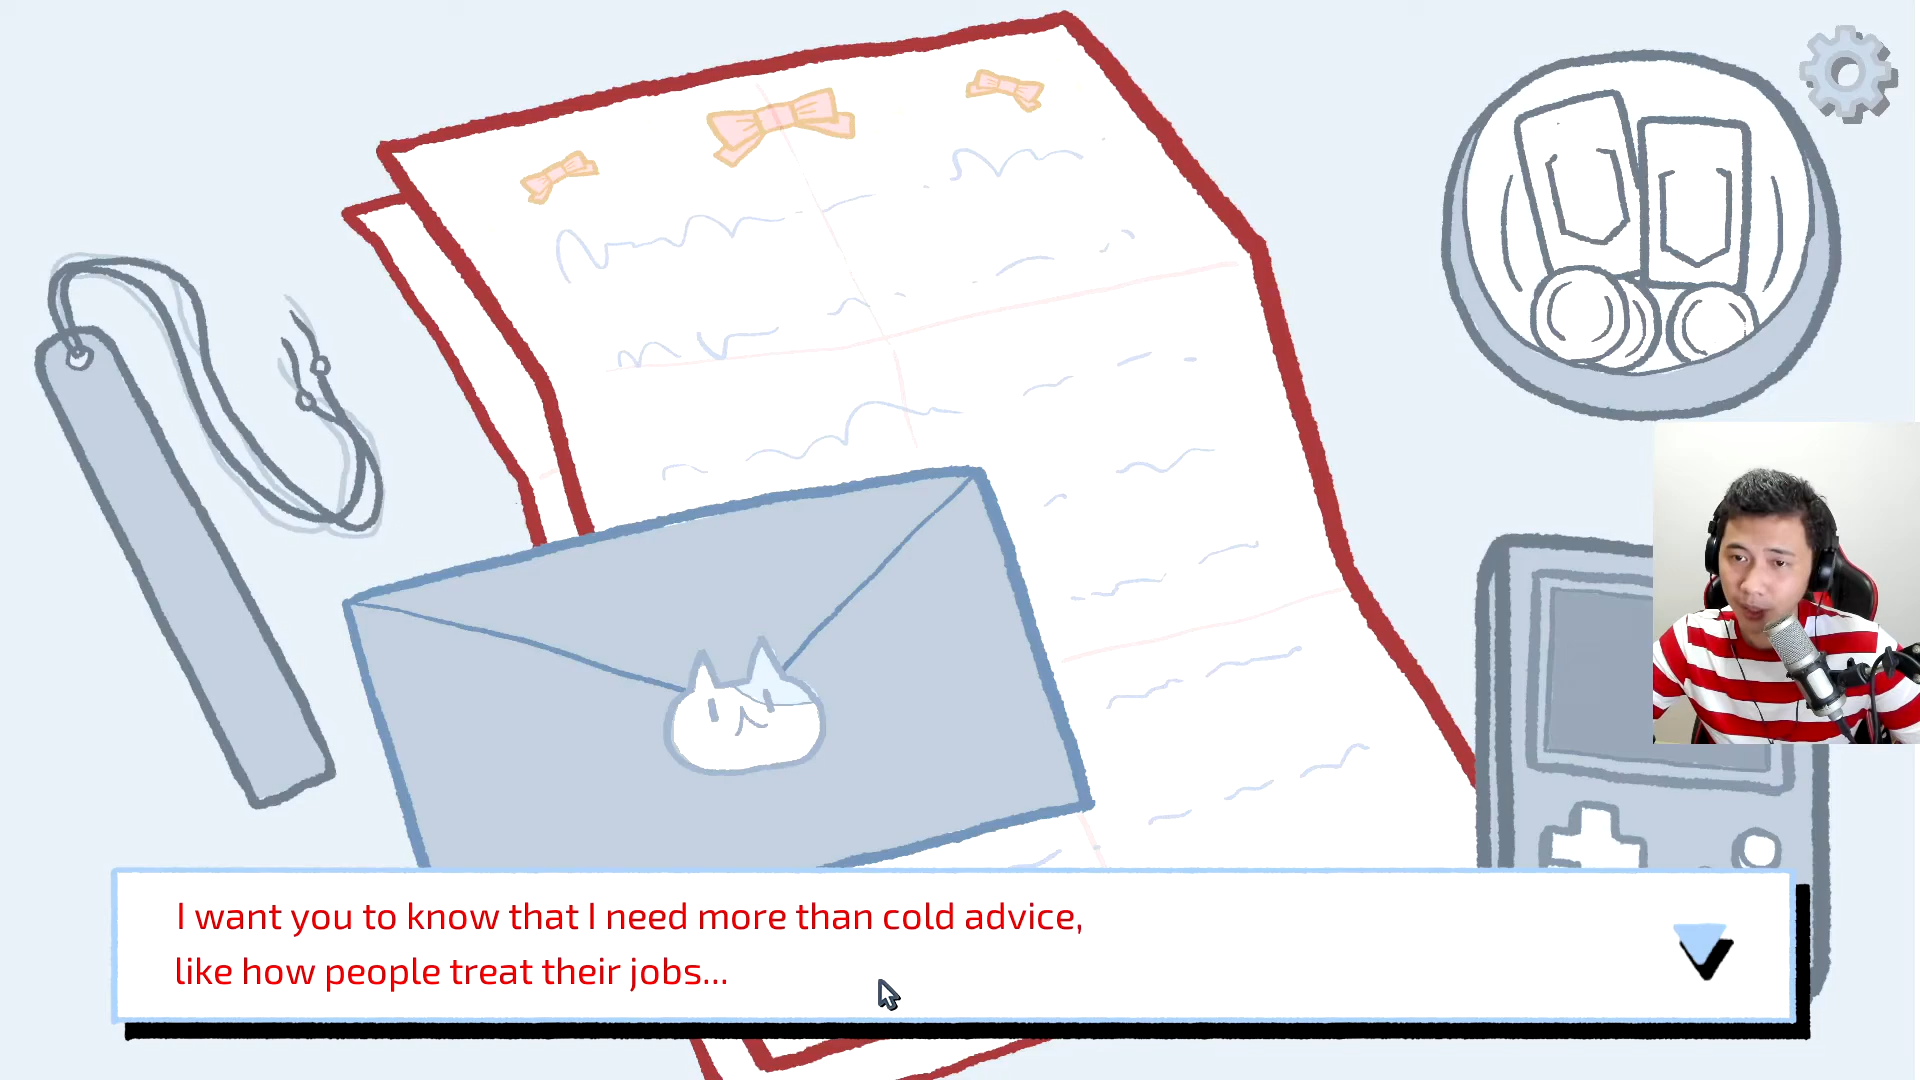 I want you to know that I need more than cold advice,
like how people treat their jobs...